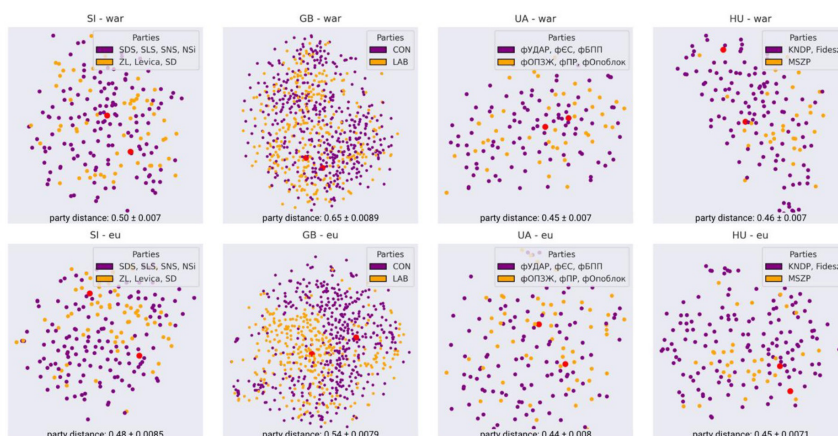 SI - war
Parties
SDS, SLS, SNS, NSi
ZL, Levica, SD
party distance: 0.50 ± 0.007
GB - war
Parties
CON
LAB
party distance: 0.65 ± 0.0089
UA - war
Parties
фУДАР, фЄС, фБПП
фОПЗЖ, фПР, фОпоблок
party distance: 0.45 ± 0.007
HU - war
Parties
KNDP, Fidesz
MSZP
party distance: 0.46 ± 0.007
SI - eu
Parties
SDS, SLS, SNS, NSi
ZL, Levica, SD
party distance: 0.48 ± 0.0085
GB - eu
Parties
CON
LAB
party distance: 0.54 ± 0.0079
UA - eu
Parties
фУДАР, фЄС, фБПП
фОПЗЖ, фПР, фОпоблок
party distance: 0.44 ± 0.008
HU - eu
Parties
KNDP, Fidesz
MSZP
party distance: 0.45 ± 0.0071